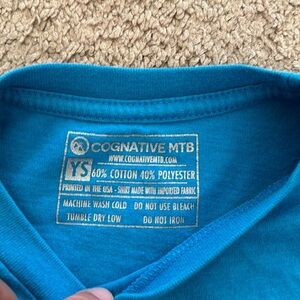 COGNATIVE MTB
WWW.COGNATIVEMTB.COM
YS 60% COTTON 40% POLYESTER
PRINTED IN THE USA - SHIRT MADE WITH IMPORTED FABRIC
MACHINE WASH COLD DO NOT USE BLEACH
TUMBLE DRY LOW DO NOT IRON